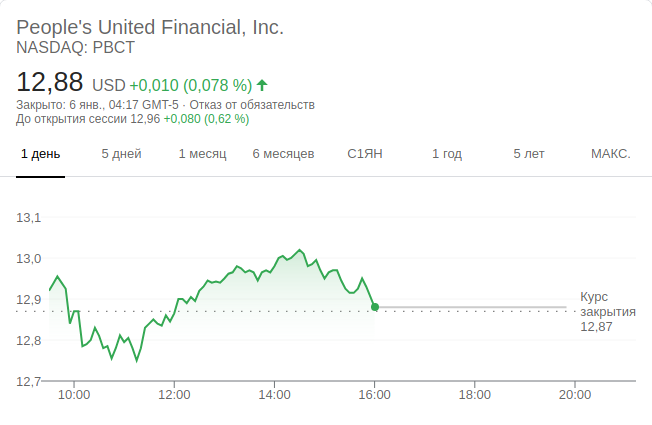 People's United Financial, Inc.
NASDAQ: PBCT
12,88 USD +0,010 (0,078 %)
Закрыто: 6 янв., 04:17 GMT-5 · Отказ от обязательств
До открытия сессии 12,96 +0,080 (0,62 %)
1 день 5 дней 1 месяц 6 месяцев С1ЯН 1 год 5 лет МАКС.
13,1
13,0
12,9
12,8
12,7
Курс
закрытия
12,87
10:00 12:00 14:00 16:00 18:00 20:00